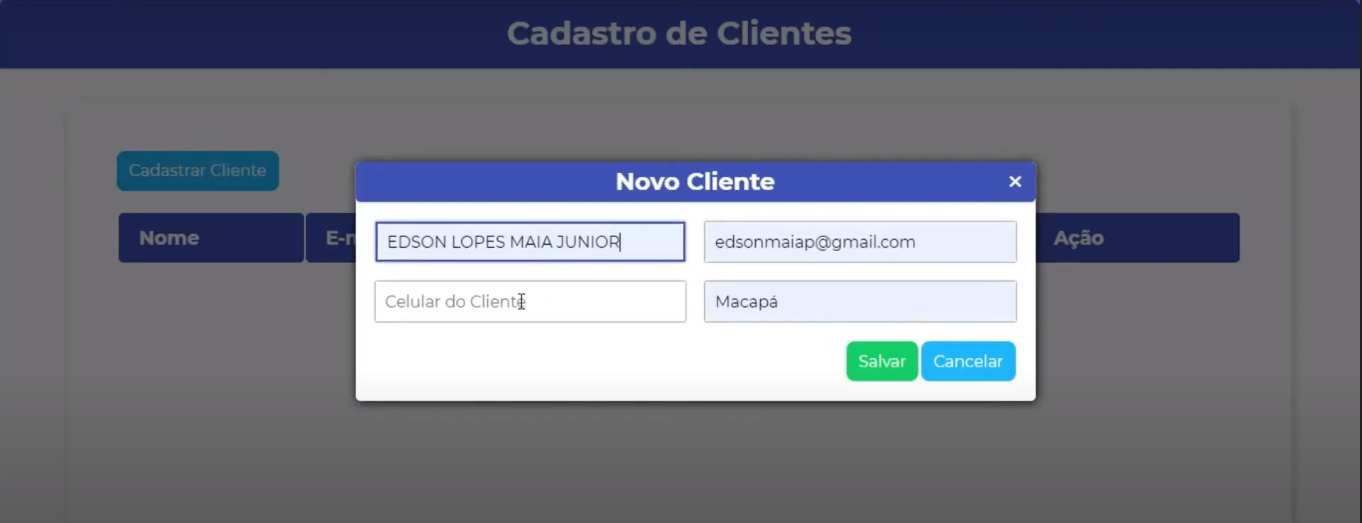 Cadastro de Clientes
Cadastrar Cliente
Novo Cliente ×
Nome
Ação
EDSON LOPES MAIA JUNIOR edsonmaiap@gmail.com
Celular do Cliente Macapá
Salvar Cancelar